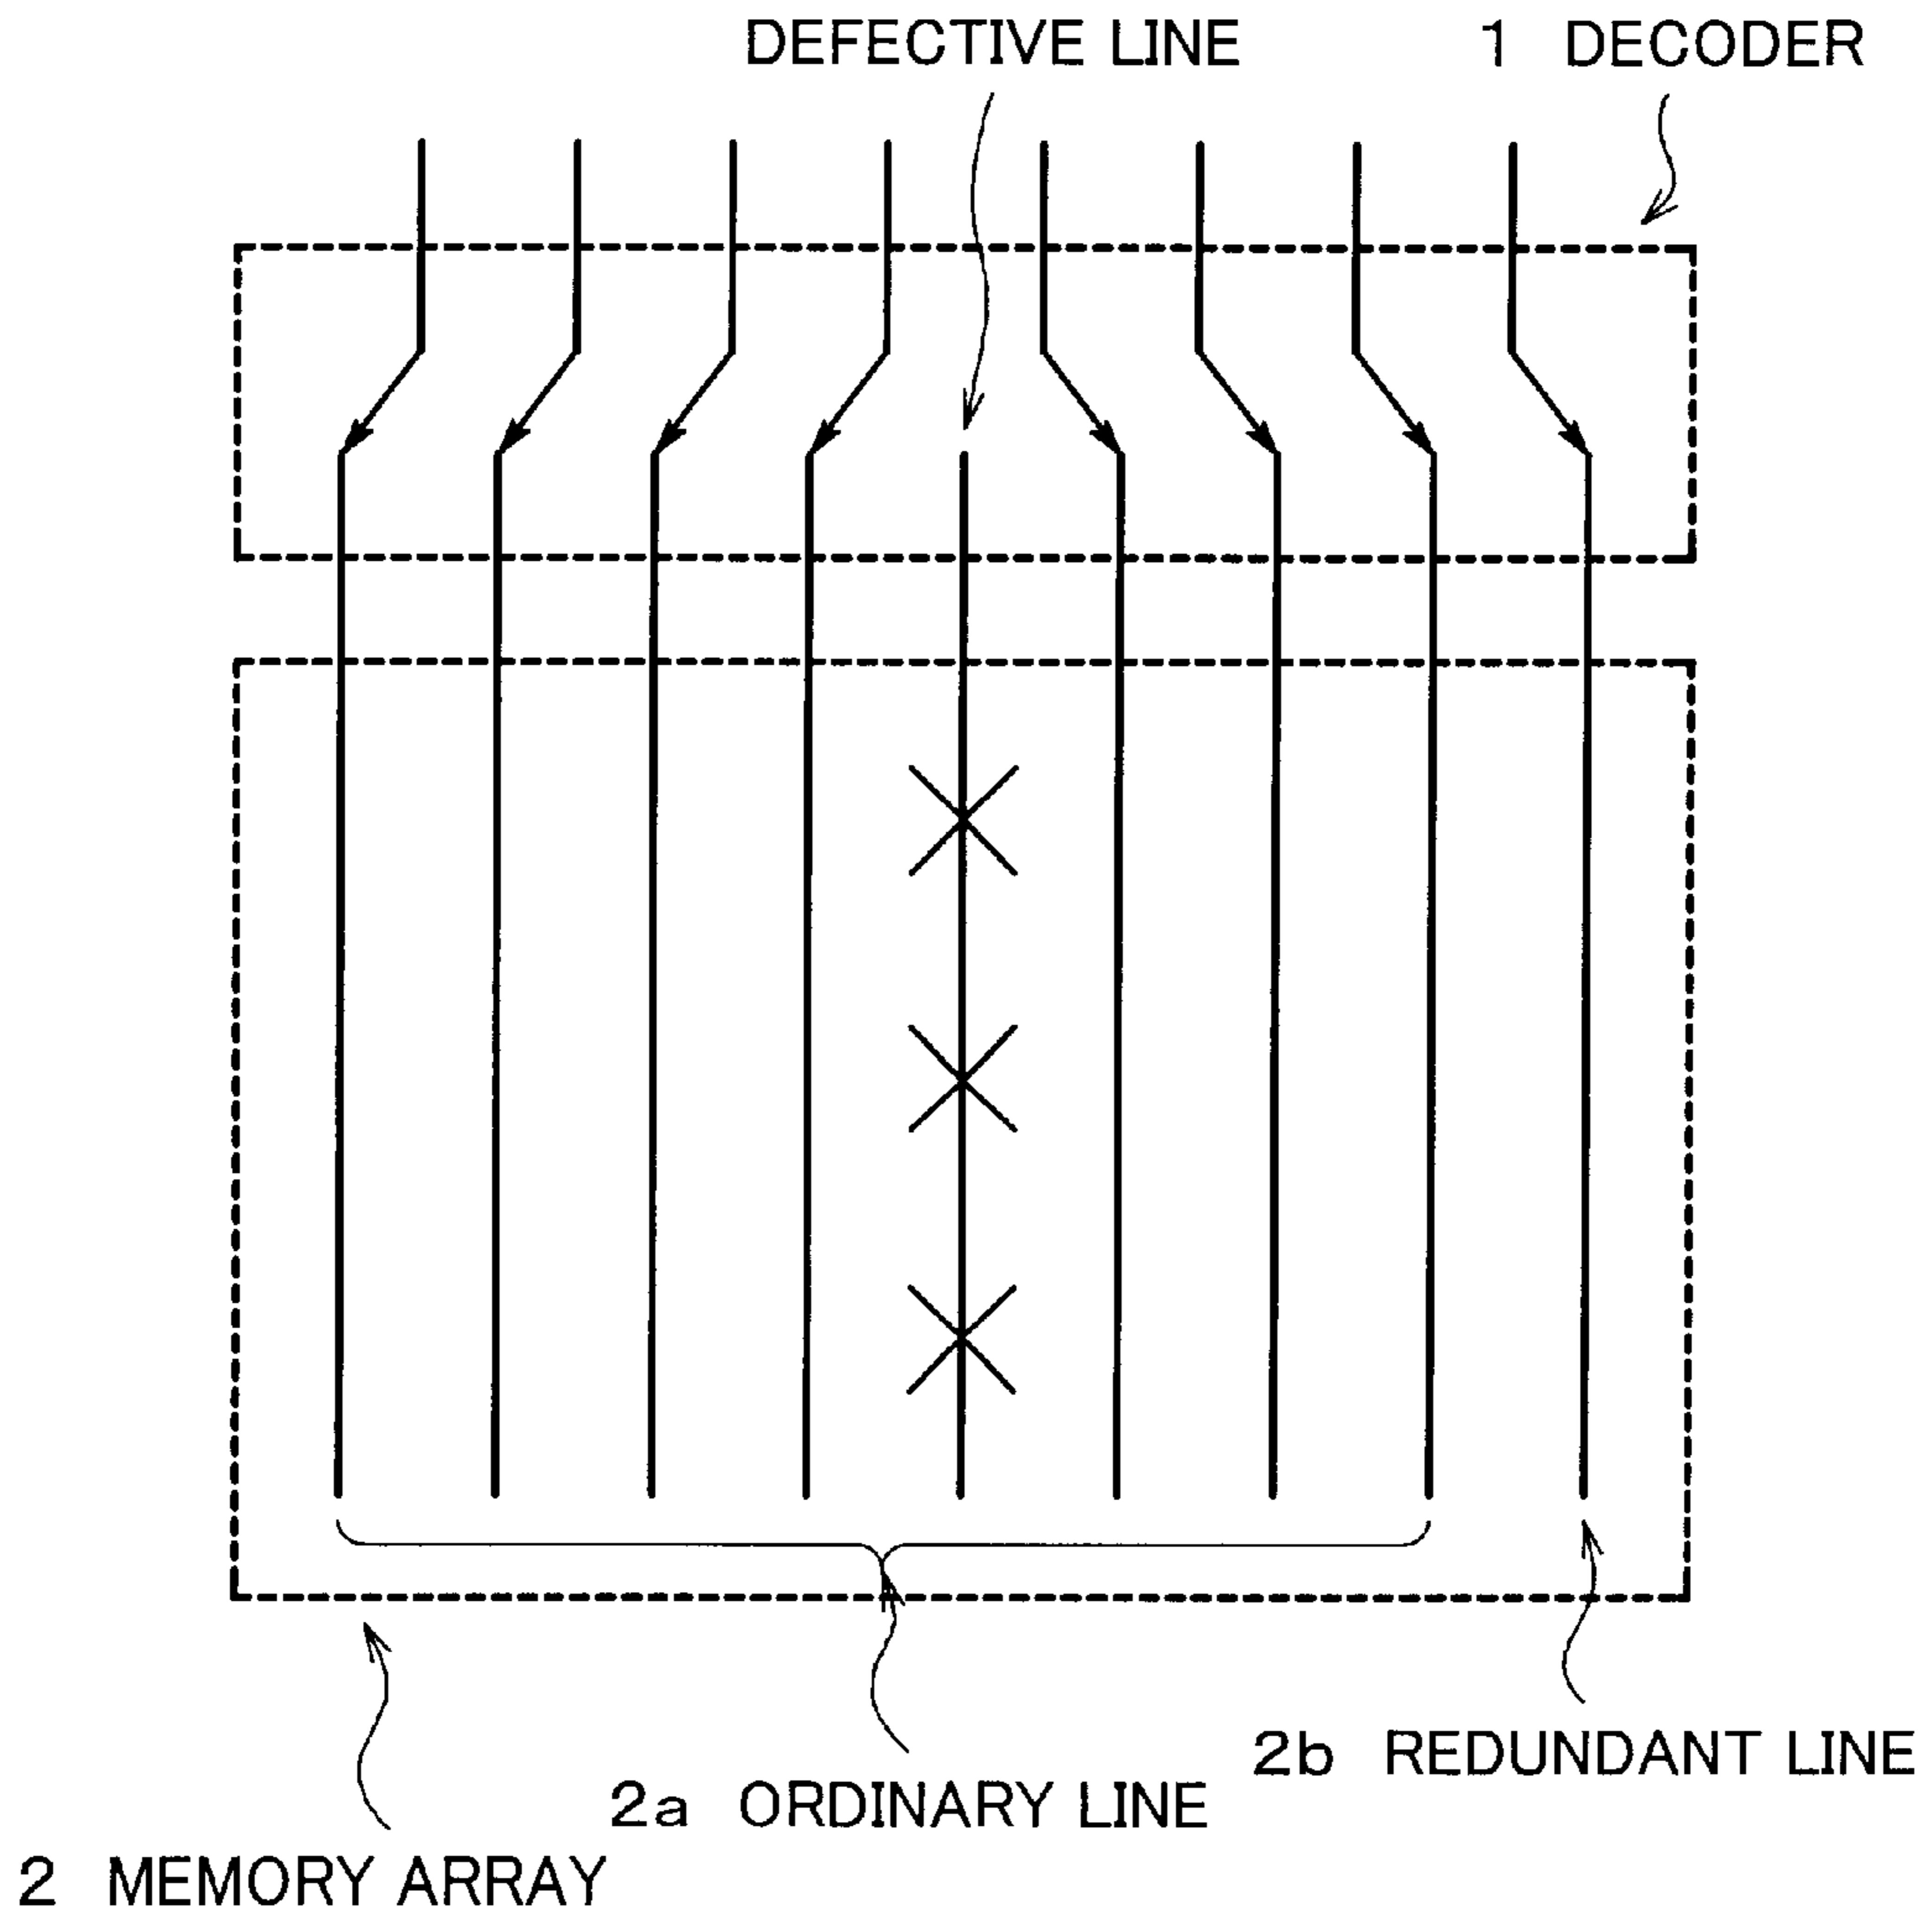 DEFECTIVE LINE
1 DECODER
2b REDUNDANT LINE
2a ORDINARY LINE
2 MEMORY ARRAY